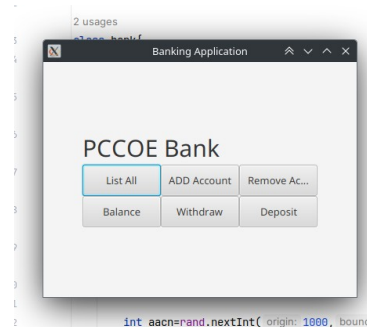 2 usages
class bank{
Banking Application
PCCOE Bank
List All ADD Account Remove Ac...
Balance Withdraw Deposit
int aacn=rand.nextInt( origin: 1000, bound